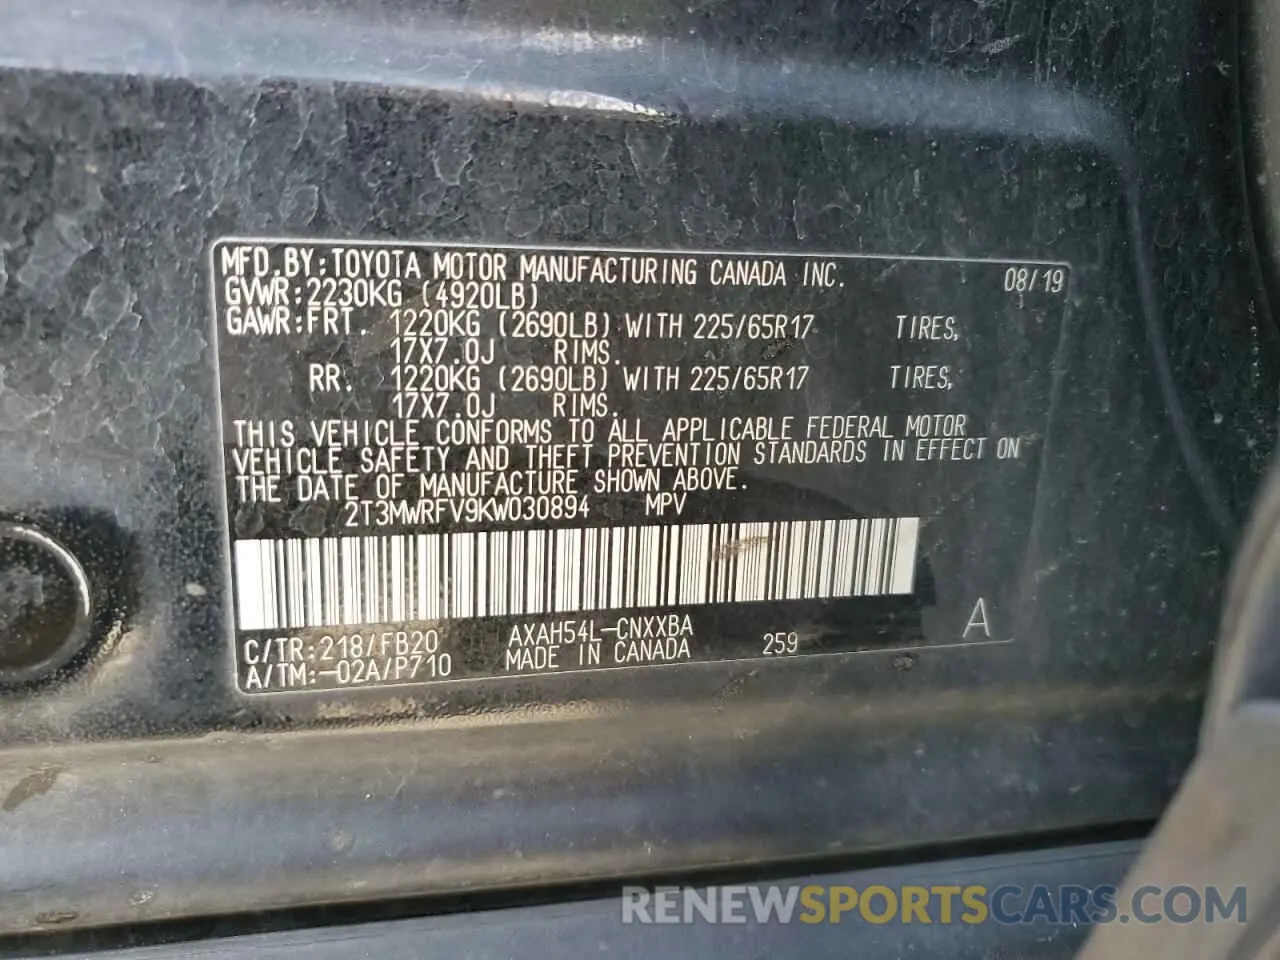 MFD.BY:TOYOTA MOTOR MANUFACTURING CANADA INC. 08/19
GVWR:2230KG (4920LB)
GAWR:FRT. 1220KG (2690LB) WITH 225/65R17 TIRES,
17X7.0J RIMS.
RR. 1220KG (2690LB) WITH 225/65R17 TIRES,
17X7.0J RIMS.
THIS VEHICLE CONFORMS TO ALL APPLICABLE FEDERAL MOTOR
VEHICLE SAFETY AND THEFT PREVENTION STANDARDS IN EFFECT ON
THE DATE OF MANUFACTURE SHOWN ABOVE.
2T3MWRFV9KW030894 MPV
C/TR:218/FB20 AXAH54L-CNXXBA 259 A
A/TM:-02A/P710 MADE IN CANADA
RENEWSPORTSCARS.COM